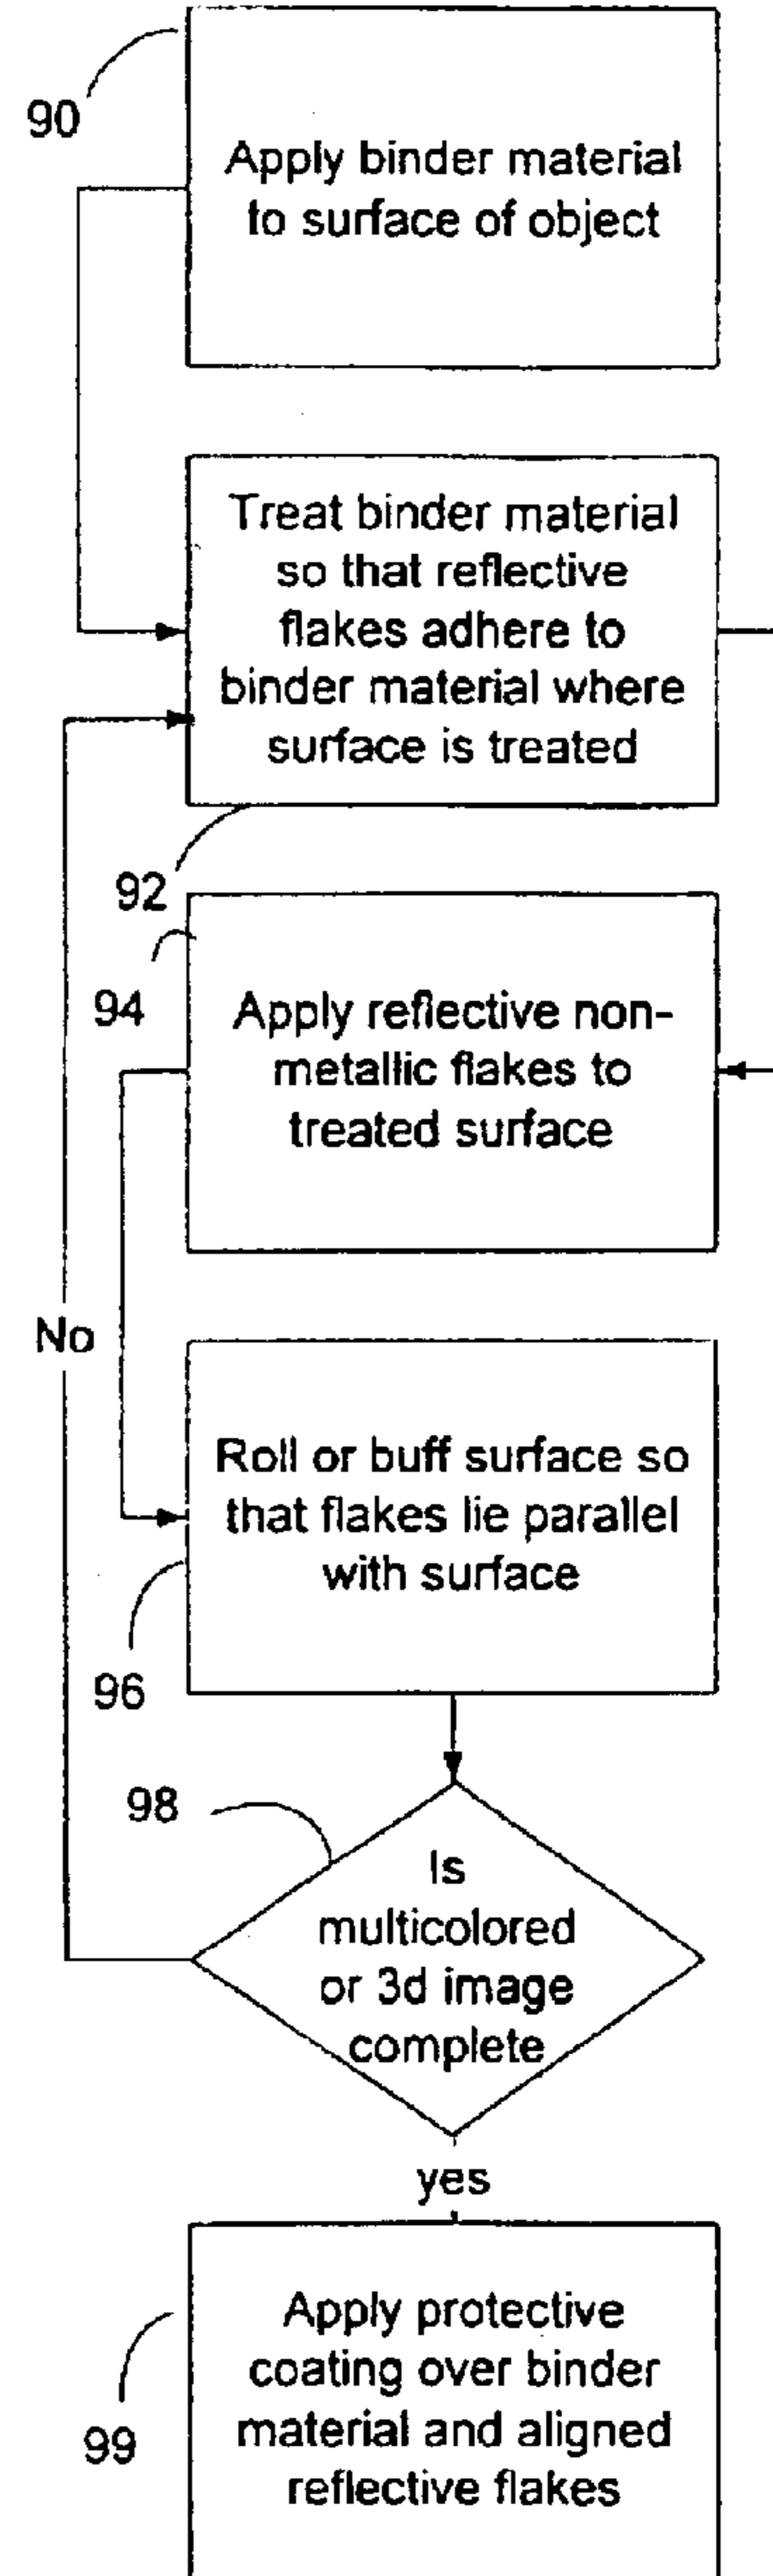 90
Apply binder material
to surface of object
Treat binder material
so that reflective
flakes adhere to
binder material where
surface is treated
92
94
Apply reflective non-
metallic flakes to
treated surface
No
Roll or buff surface so
that flakes lie parallel
with surface
96
98
Is
multicolored
or 3d image
complete
yes
Apply protective
coating over binder
material and aligned
reflective flakes
99